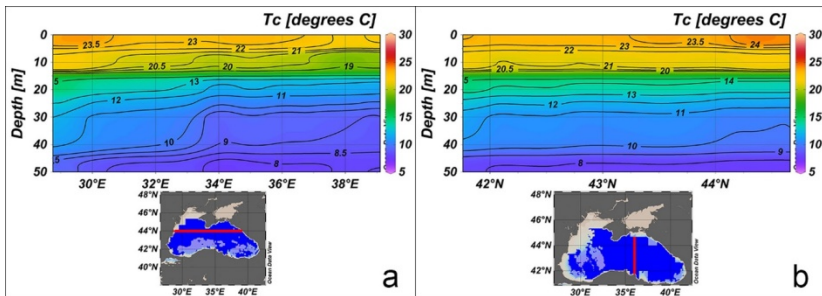 Tc [degrees C]
Depth [m]
0
10
20
30
40
50
23.5
23
22
21
20.5
20
19
13
12
11
10
9
8.5
8
5
5
30°E
32°E
34°E
36°E
38°E
30
25
20
15
10
5
48°N
46°N
44°N
42°N
40°N
30°E
35°E
40°E
Ocean Data View
a
Tc [degrees C]
Depth [m]
0
10
20
30
40
50
23
23.5
24
22
21
20.5
20
14
13
12
11
10
9
42°N
43°N
44°N
30
25
20
15
10
5
48°N
46°N
44°N
42°N
30°E
35°E
40°E
Ocean Data View
b